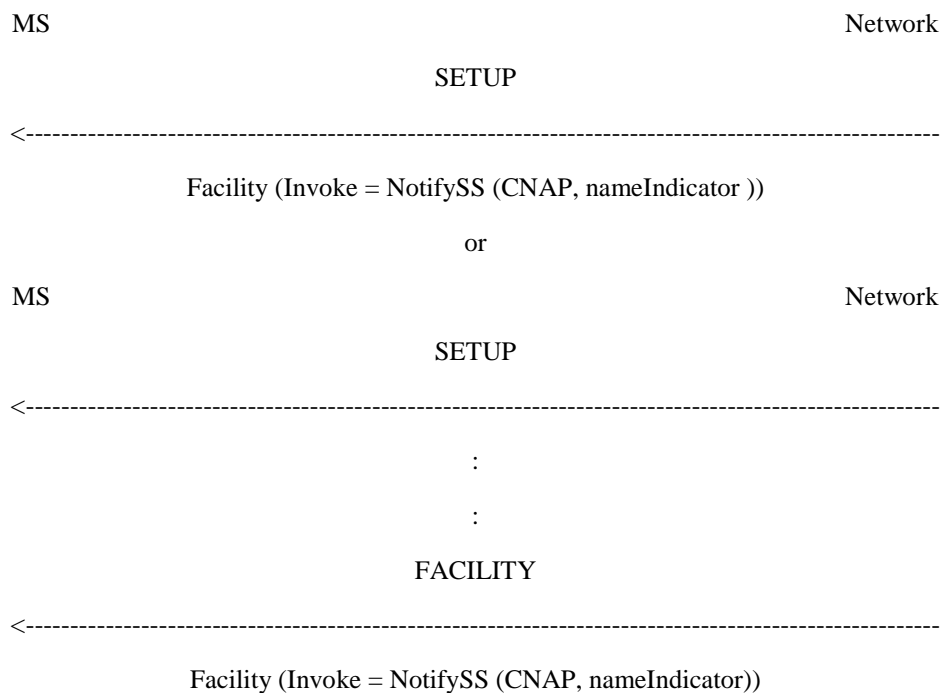 MS Network
SETUP
<------------------------------------------------------------------------------------------------------
Facility (Invoke = NotifySS (CNAP, nameIndicator ))
or
MS Network
SETUP
<------------------------------------------------------------------------------------------------------
:
:
FACILITY
<------------------------------------------------------------------------------------------------------
Facility (Invoke = NotifySS (CNAP, nameIndicator))